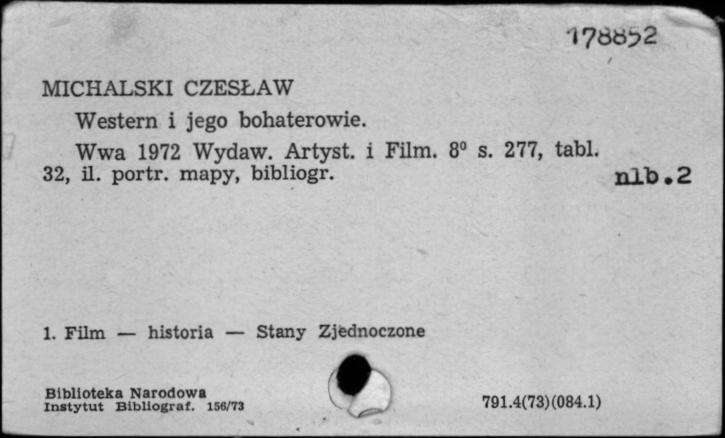 178852
MICHALSKI CZESŁAW
Western i jego bohaterowie.
Wwa 1972 Wydaw. Artyst. i Film. 8º s. 277, tabl.
32, il. portr. mapy, bibliogr.
nlb.2
1. Film — historia — Stany Zjednoczone
Biblioteka Narodowa
Instytut Bibliograf. 156/73
791.4(73)(084.1)